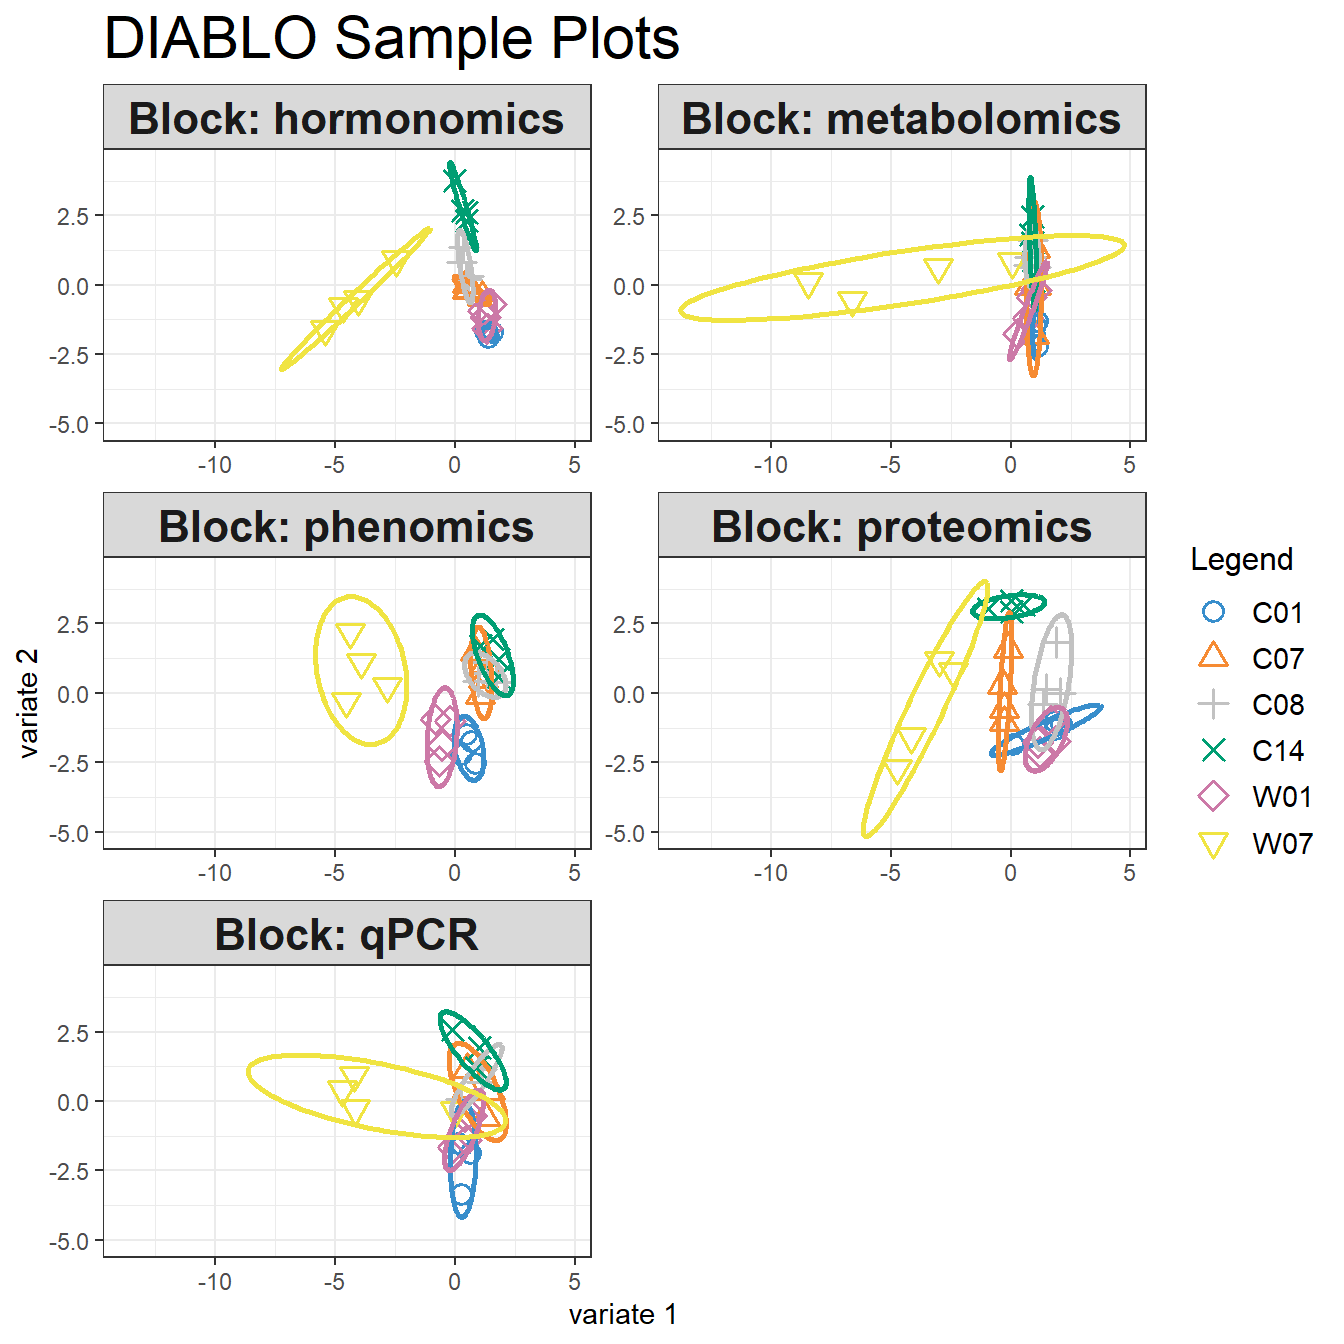 DIABLO Sample Plots
Block: hormonomics
Block: metabolomics
2.5
0.0
-2.5
-5.0
-10 -5 0 5
2.5
0.0
-2.5
-5.0
-10 -5 0 5
Block: phenomics
Block: proteomics
variate 2
2.5
0.0
-2.5
-5.0
-10 -5 0 5
2.5
0.0
-2.5
-5.0
-10 -5 0 5
Legend
C01
C07
C08
C14
W01
W07
Block: qPCR
2.5
0.0
-2.5
-5.0
-10 -5 0 5
variate 1